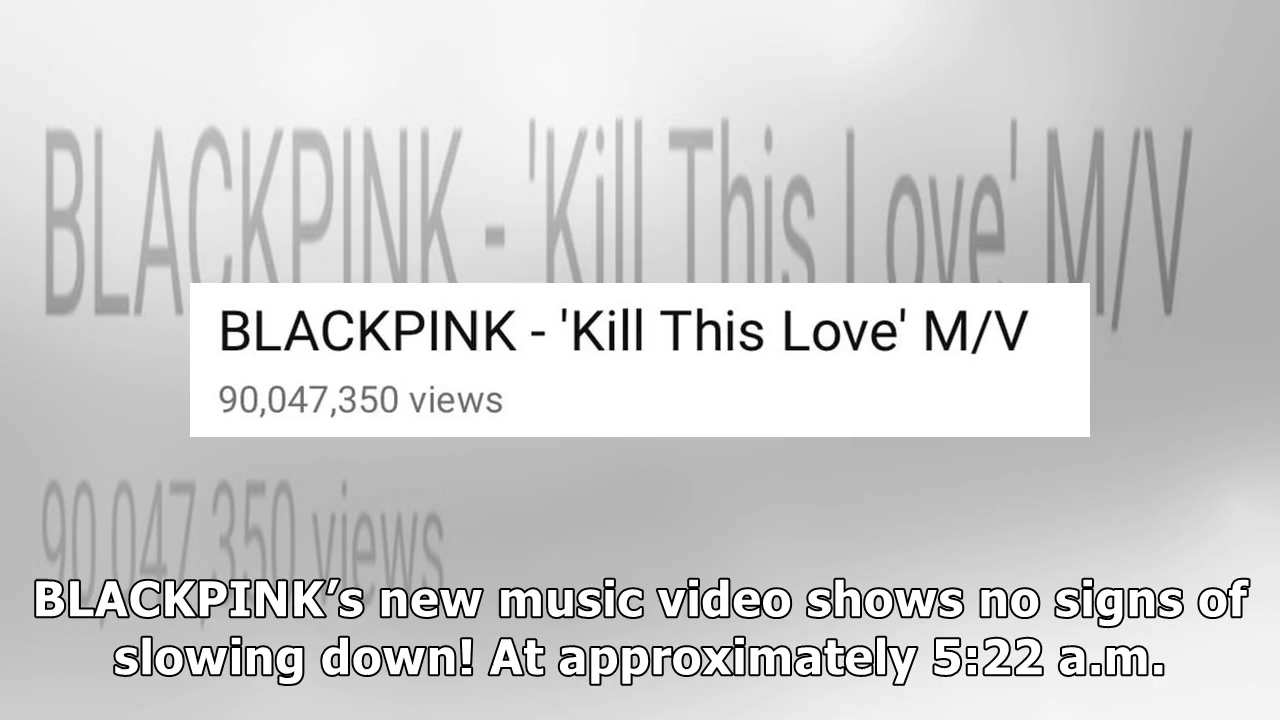 BLACKPINK - 'Kill This Love' M/V
BLACKPINK - 'Kill This Love' M/V
90,047,350 views
90,047,350 views
BLACKPINK’s new music video shows no signs of
slowing down! At approximately 5:22 a.m.